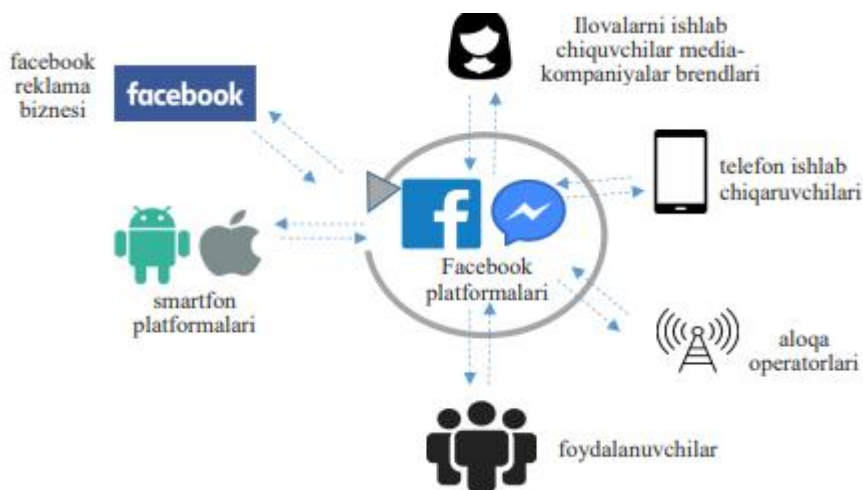 facebook
reklama
biznesi
facebook
Ilovalarni ishlab
chiquvchilar media-
kompaniyalar brendlari
telefon ishlab
chiqaruvchilari
smartfon
platformalari
Facebook
platformalari
aloqa
operatorlari
foydalanuvchilar